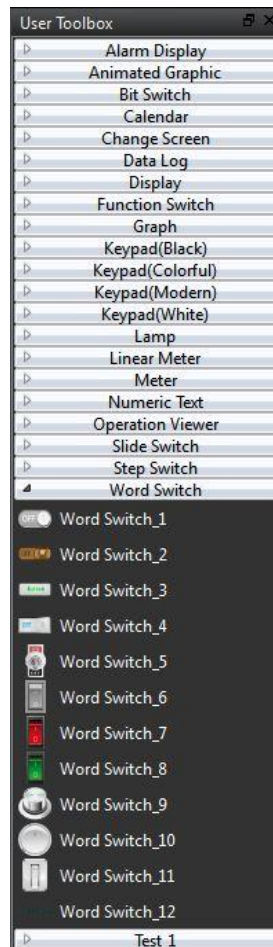 User Toolbox
Alarm Display
Animated Graphic
Bit Switch
Calendar
Change Screen
Data Log
Display
Function Switch
Graph
Keypad(Black)
Keypad(Colorful)
Keypad(Modern)
Keypad(White)
Lamp
Linear Meter
Meter
Numeric Text
Operation Viewer
Slide Switch
Step Switch
Word Switch
OFF Word Switch_1
Word Switch_2
Word Switch_3
Word Switch_4
Word Switch_5
Word Switch_6
Word Switch_7
Word Switch_8
Word Switch_9
Word Switch_10
Word Switch_11
Word Switch_12
Test 1